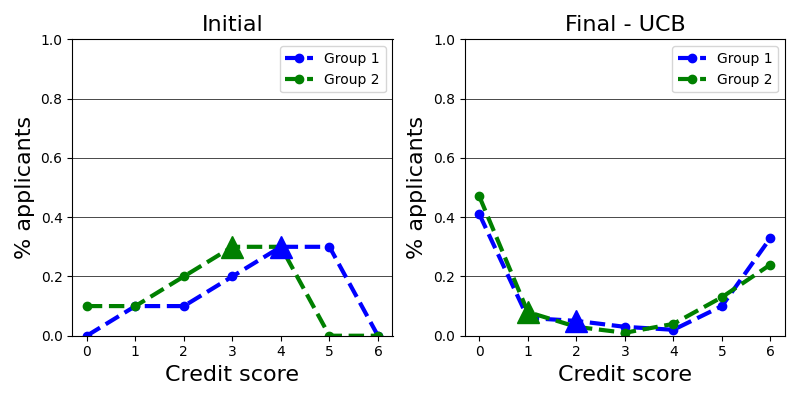 Initial
1.0
0.8
0.6
0.4
0.2
0.0
% applicants
Group 1
Group 2
0 1 2 3 4 5 6
Credit score
Final - UCB
1.0
0.8
0.6
0.4
0.2
0.0
% applicants
Group 1
Group 2
0 1 2 3 4 5 6
Credit score